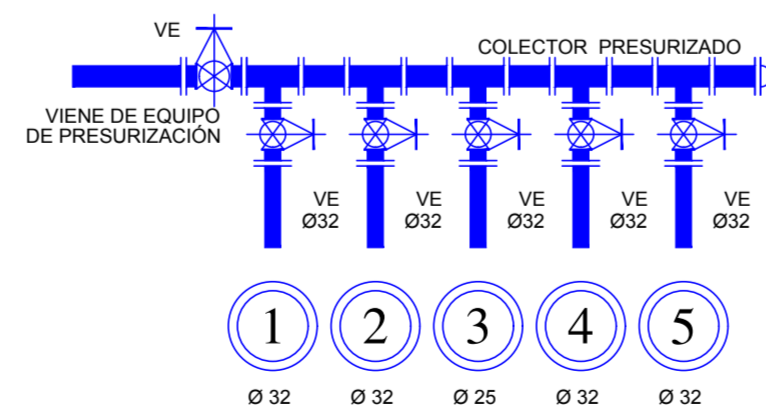 VE
COLECTOR PRESURIZADO
VIENE DE EQUIPO
DE PRESURIZACIÓN
VE VE VE VE VE
Ø32 Ø32 Ø32 Ø32 Ø32
1 2 3 4 5
Ø 32 Ø 32 Ø 25 Ø 32 Ø 32